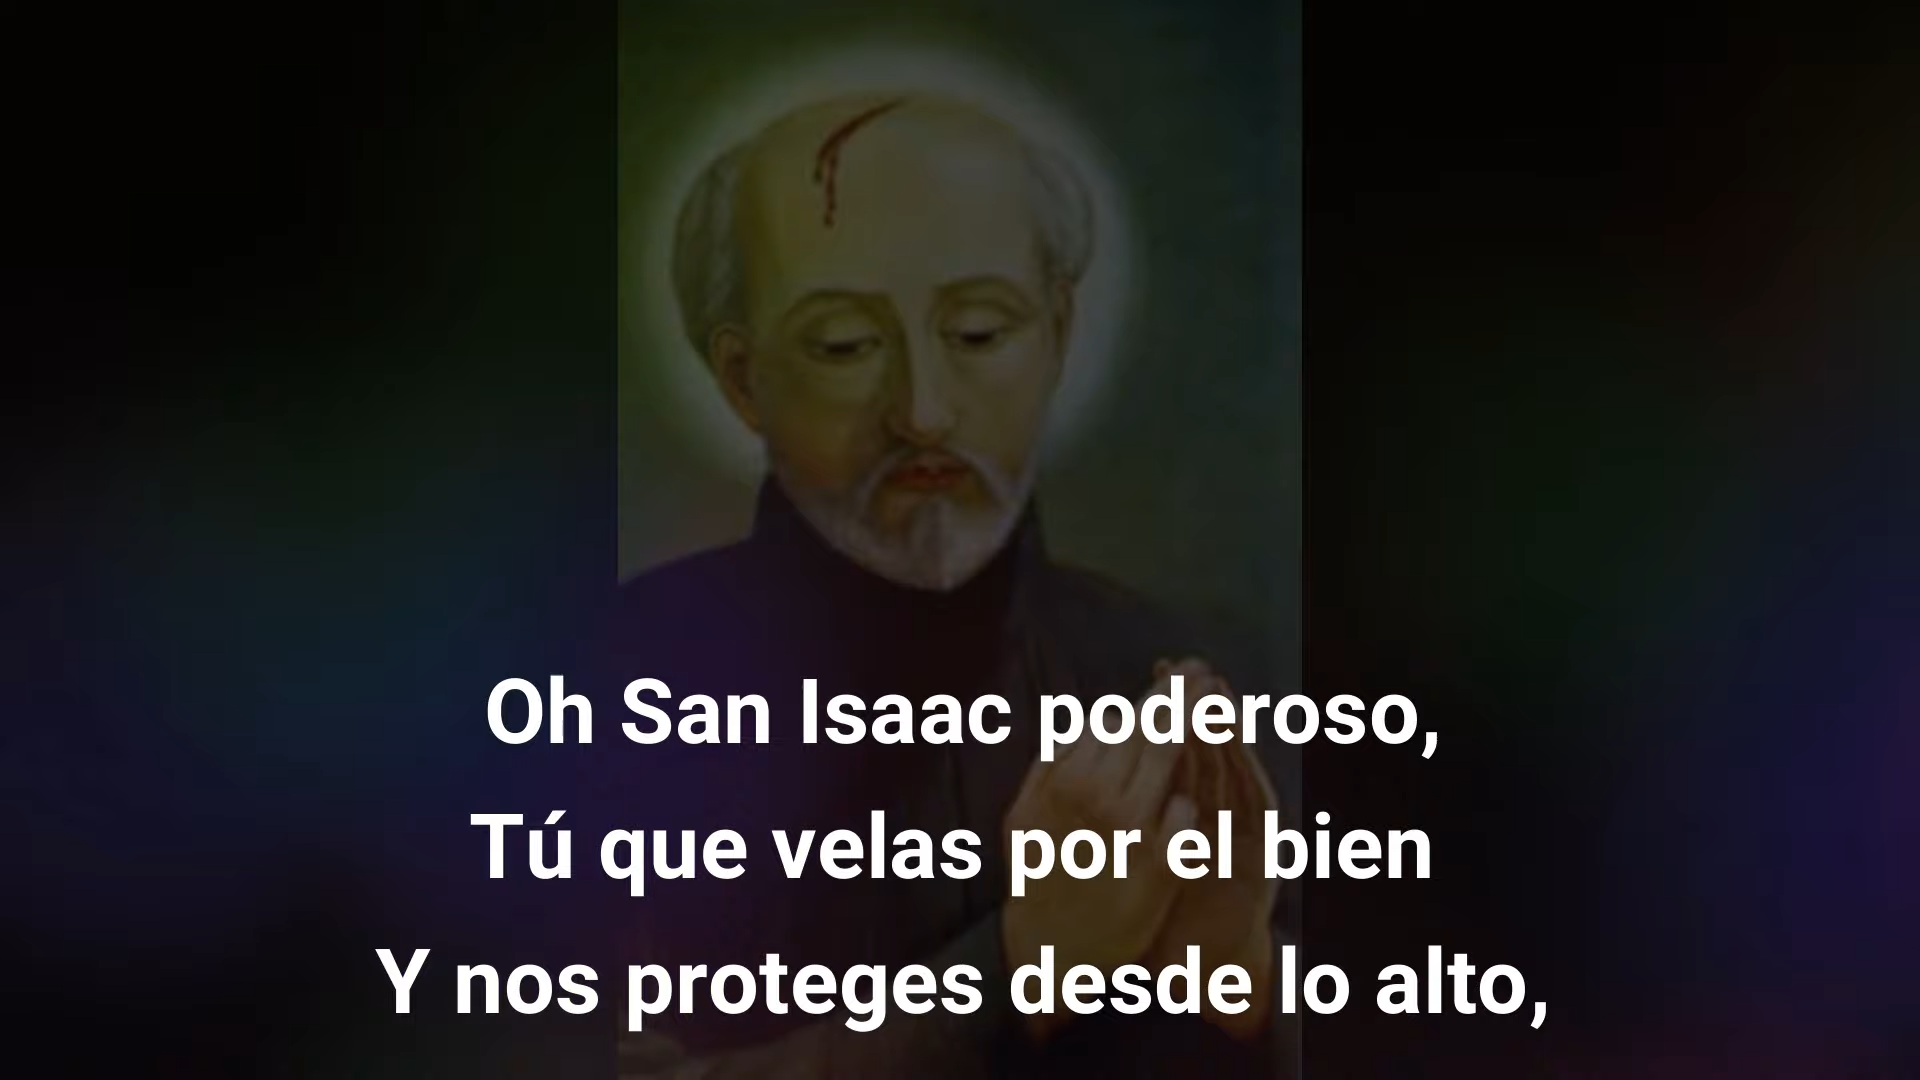 Oh San Isaac poderoso,
Tú que velas por el bien
Y nos proteges desde lo alto,